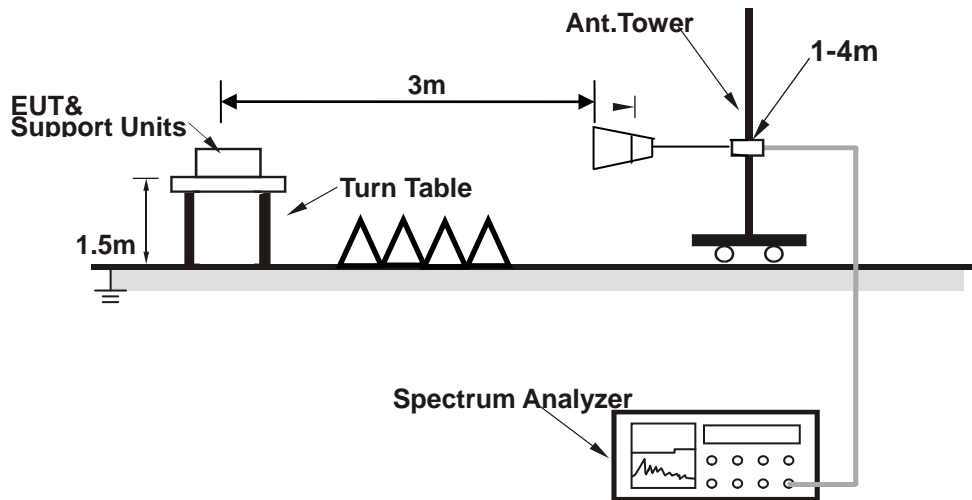 Ant.Tower
1-4m
3m
EUT&
Support Units
Turn Table
1.5m
Spectrum Analyzer